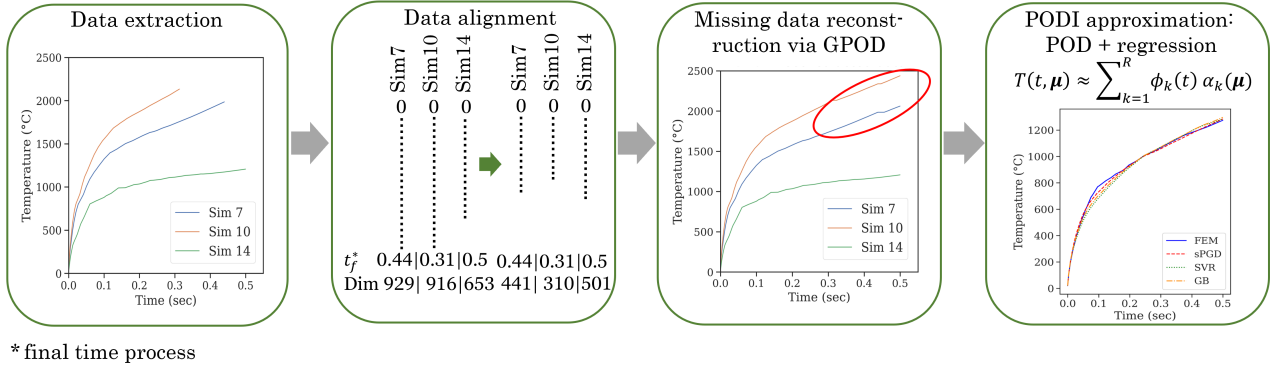 Data extraction
2500
2000
1500
1000
500
0
0.0 0.1 0.2 0.3 0.4 0.5
Temperature (°C)
Time (sec)
Sim 7
Sim 10
Sim 14
Data alignment
Sim7 Sim10 Sim14 Sim7 Sim10 Sim14
0 0 0 0 0 0
t*f 0.44|0.31|0.5 0.44|0.31|0.5
Dim 929| 916|653 441| 310|501
Missing data reconst-
ruction via GPOD
2500
2000
1500
1000
2000
0
0.0 0.1 0.2 0.3 0.4 0.5
Temperature (°C)
Time (sec)
Sim 7
Sim 10
Sim 14
PODI approximation:
POD + regression
T(t,μ) ≈ ∑ᴿₖ₌₁ ϕₖ(t) αₖ(μ)
1200
1000
800
600
400
200
0
0.0 0.1 0.2 0.3 0.4 0.5
Temperature (°C)
Time (sec)
FEM
sPGD
SVR
GB
* final time process